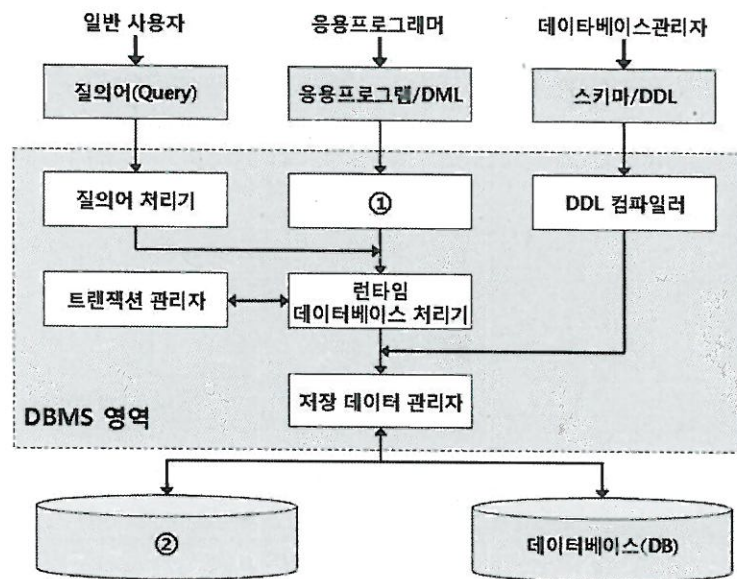 일반 사용자
응용프로그래머
데이타베이스관리자
질의어(Query)
응용프로그램/DML
스키마/DDL
질의어 처리기
①
DDL 컴파일러
트랜잭션 관리자
런타임
데이터베이스 처리기
저장 데이터 관리자
DBMS 영역
②
데이터베이스(DB)